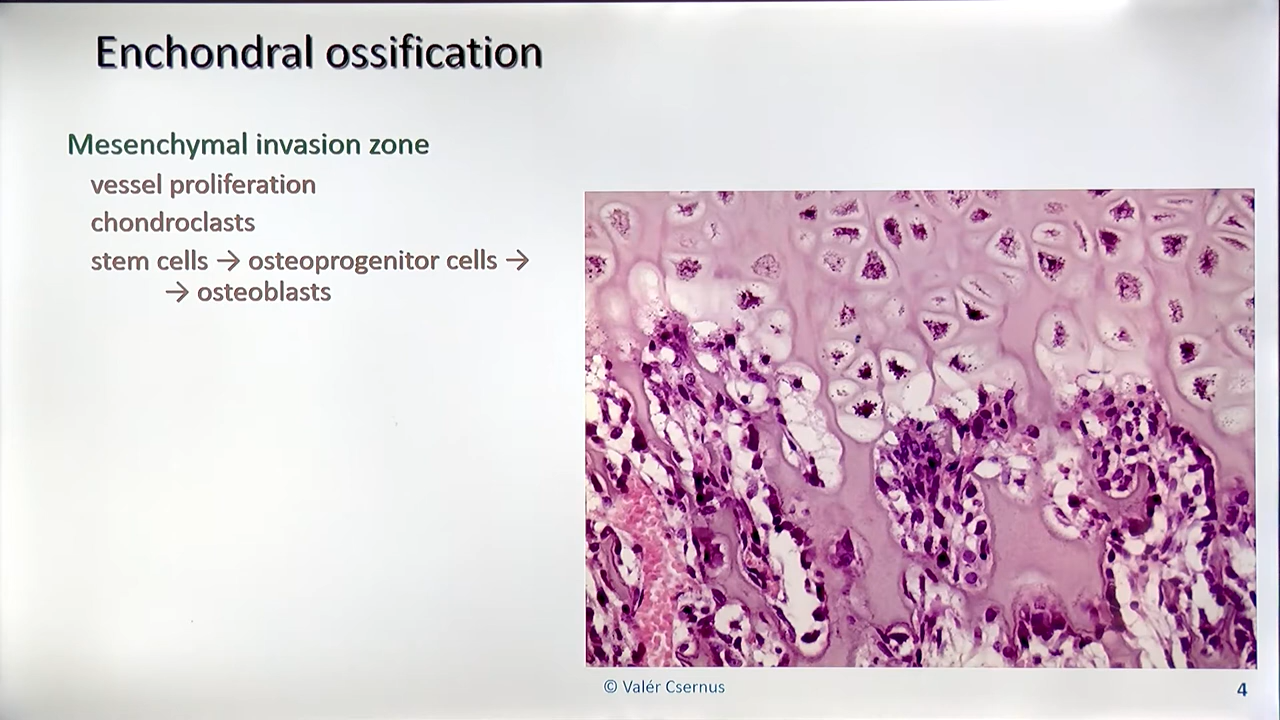 Enchondral ossification
Mesenchymal invasion zone
vessel proliferation
chondroclasts
stem cells → osteoprogenitor cells →
→ osteoblasts
© Valér Csernus
4